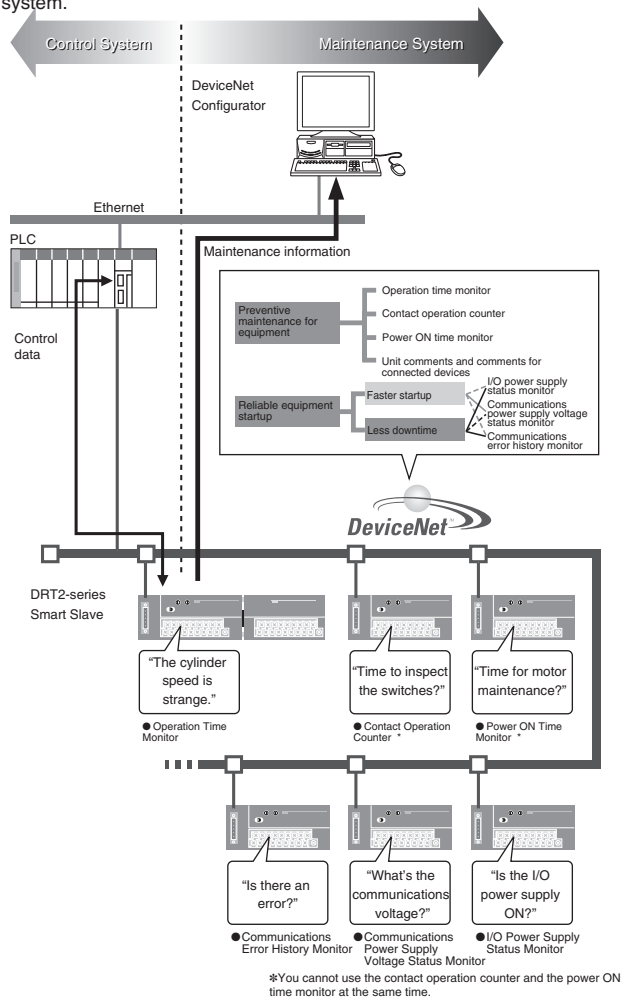 system.
Control System
Maintenance System
DeviceNet
Configurator
Ethernet
PLC
Maintenance information
Control
data
Preventive
maintenance for
equipment
Operation time monitor
Contact operation counter
Power ON time monitor
Unit comments and comments for
connected devices
Reliable equipment
startup
Faster startup
Less downtime
I/O power supply
status monitor
Communications
power supply voltage
status monitor
Communications
error history monitor
DeviceNet™
DRT2-series
Smart Slave
“The cylinder
speed is
strange.”
“Time to inspect
the switches?”
“Time for motor
maintenance?”
● Operation Time
Monitor
● Contact Operation
Counter *
● Power ON Time
Monitor *
“Is there an
error?”
“What's the
communications
voltage?”
“Is the I/O
power supply
ON?”
● Communications
Error History Monitor
● Communications
Power Supply
Voltage Status Monitor
● I/O Power Supply
Status Monitor
✽You cannot use the contact operation counter and the power ON
time monitor at the same time.